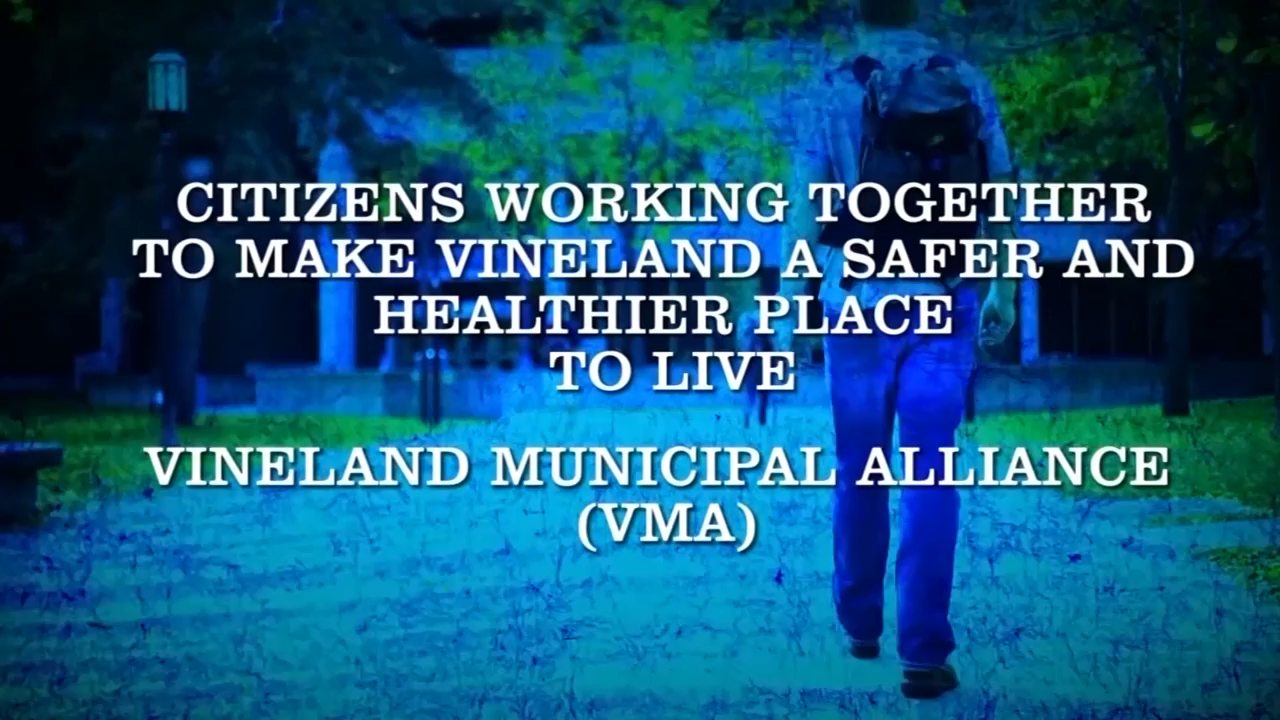 CITIZENS WORKING TOGETHER
TO MAKE VINELAND A SAFER AND
HEALTHIER PLACE
TO LIVE
VINELAND MUNICIPAL ALLIANCE
(VMA)